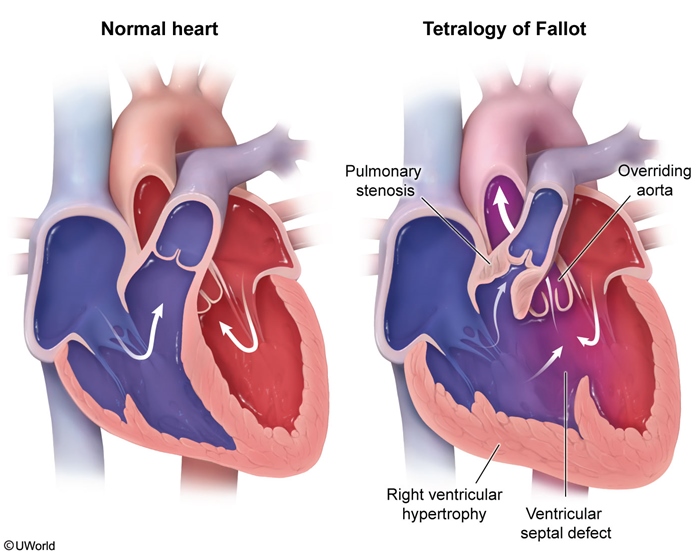 Normal heart
Tetralogy of Fallot
Pulmonary
stenosis
Overriding
aorta
Right ventricular
hypertrophy
Ventricular
septal defect
©UWorld